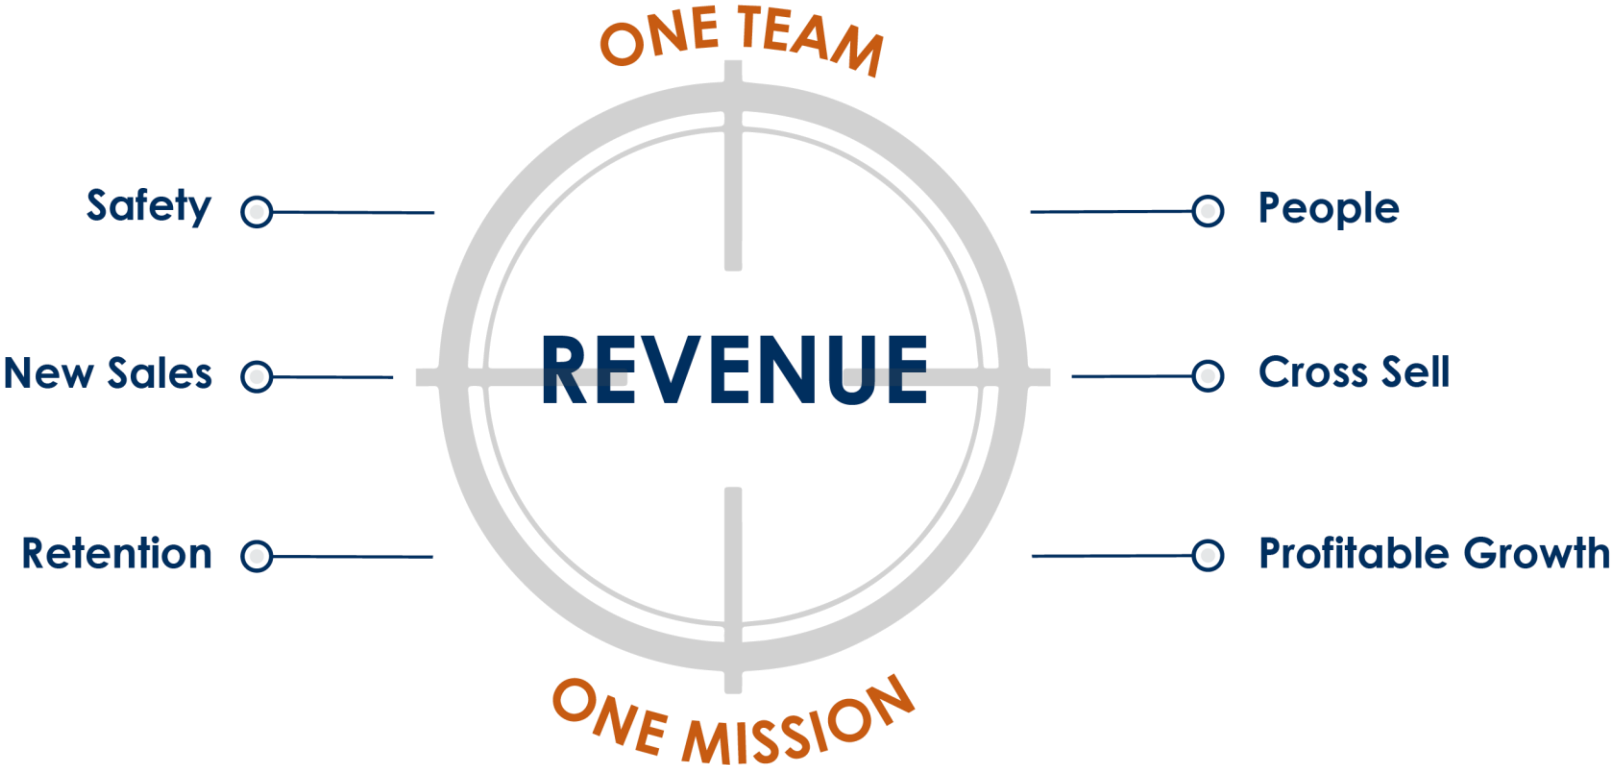 ONE TEAM
Safety
People
New Sales
REVENUE
Cross Sell
Retention
Profitable Growth
ONE MISSION